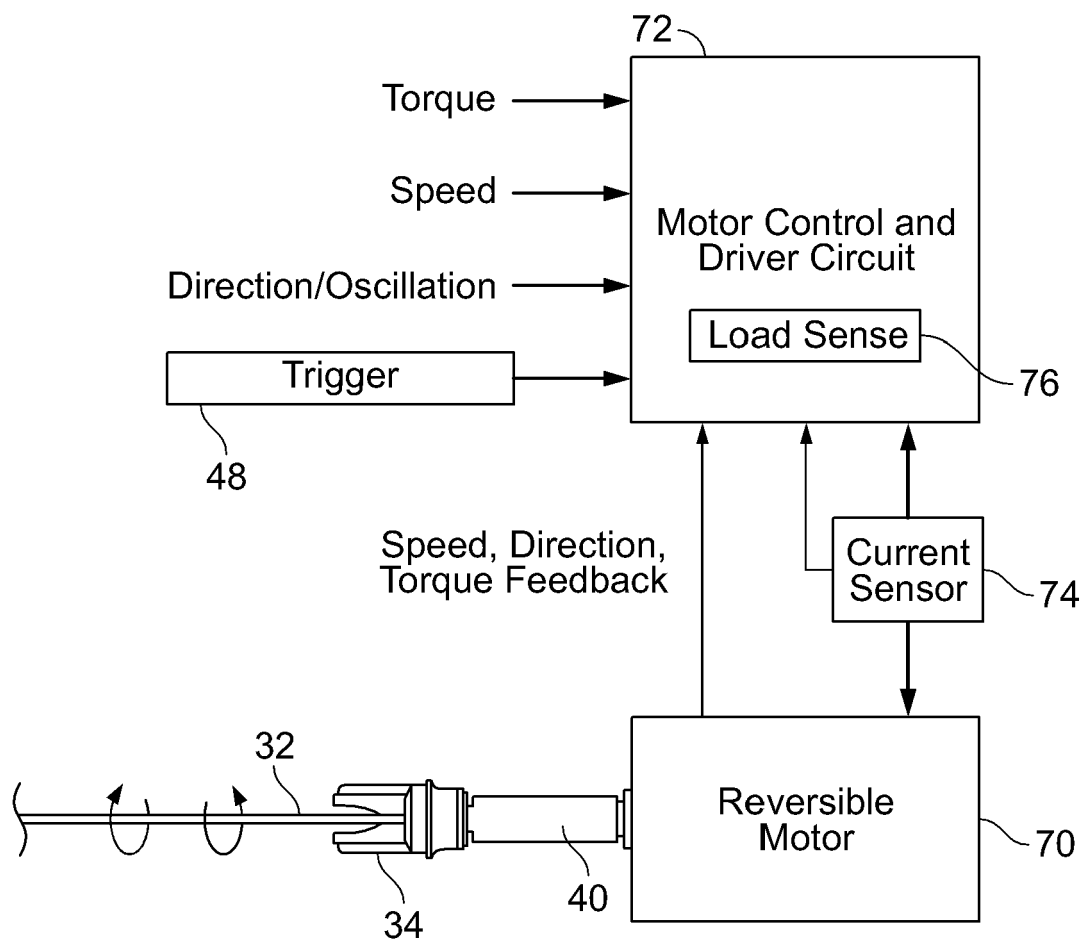 72
Torque
Speed
Motor Control and
Driver Circuit
Direction/Oscillation
Load Sense
Trigger
76
48
Speed, Direction,
Torque Feedback
Current
Sensor
74
32
Reversible
Motor
40
70
34